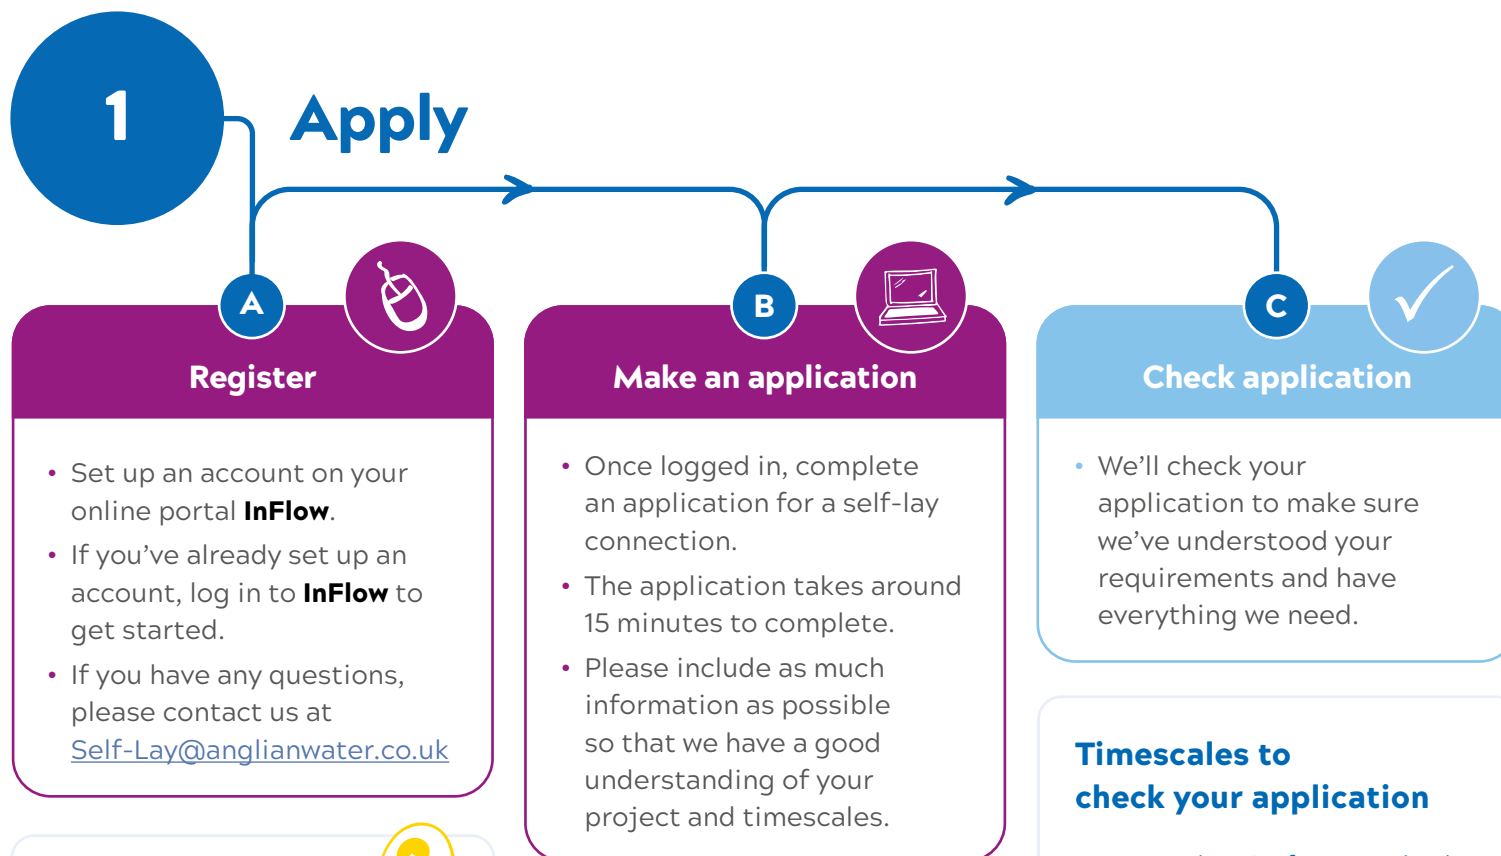 1
Apply
A
Register
• Set up an account on your
online portal InFlow.
• If you’ve already set up an
account, log in to InFlow to
get started.
• If you have any questions,
please contact us at
Self-Lay@anglianwater.co.uk
B
Make an application
• Once logged in, complete
an application for a self-lay
connection.
• The application takes around
15 minutes to complete.
• Please include as much
information as possible
so that we have a good
understanding of your
project and timescales.
C
Check application
• We’ll check your
application to make sure
we’ve understood your
requirements and have
everything we need.
Timescales to
check your application